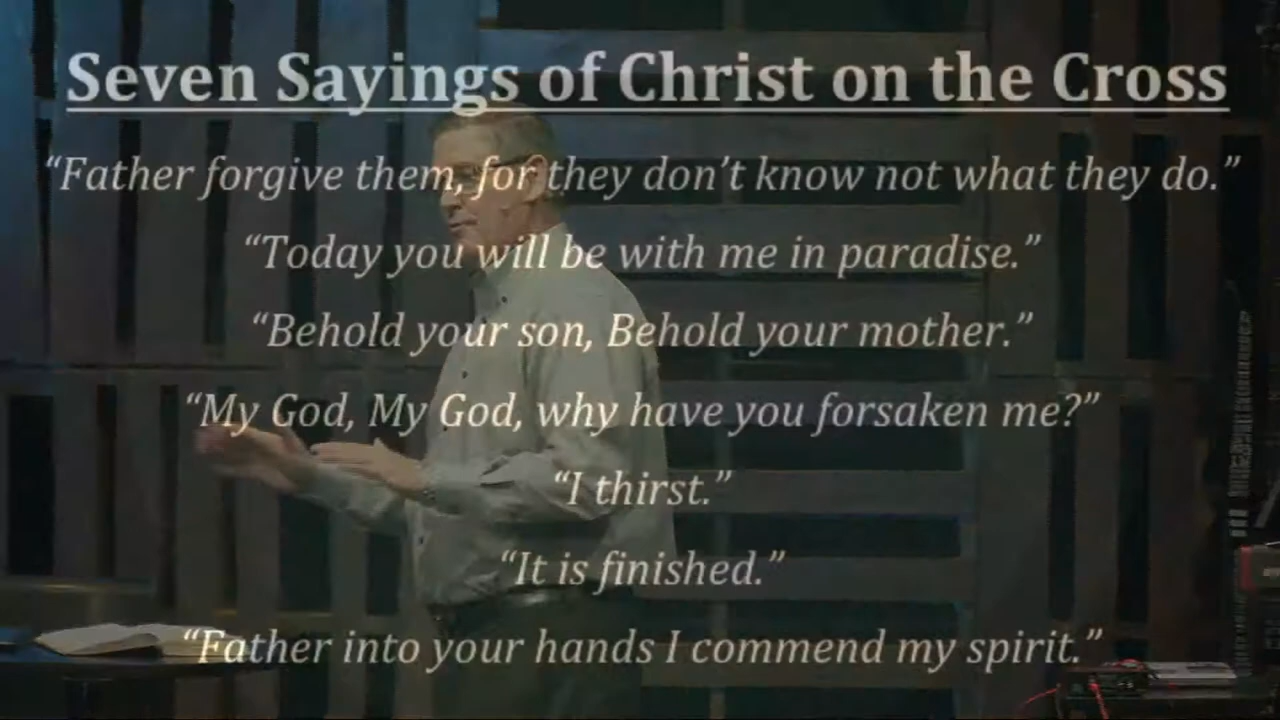 Seven Sayings of Christ on the Cross
“Father forgive them, for they don’t know not what they do.”
“Today you will be with me in paradise.”
“Behold your son, Behold your mother.”
“My God, My God, why have you forsaken me?”
“I thirst.”
“It is finished.”
“Father into your hands I commend my spirit.”